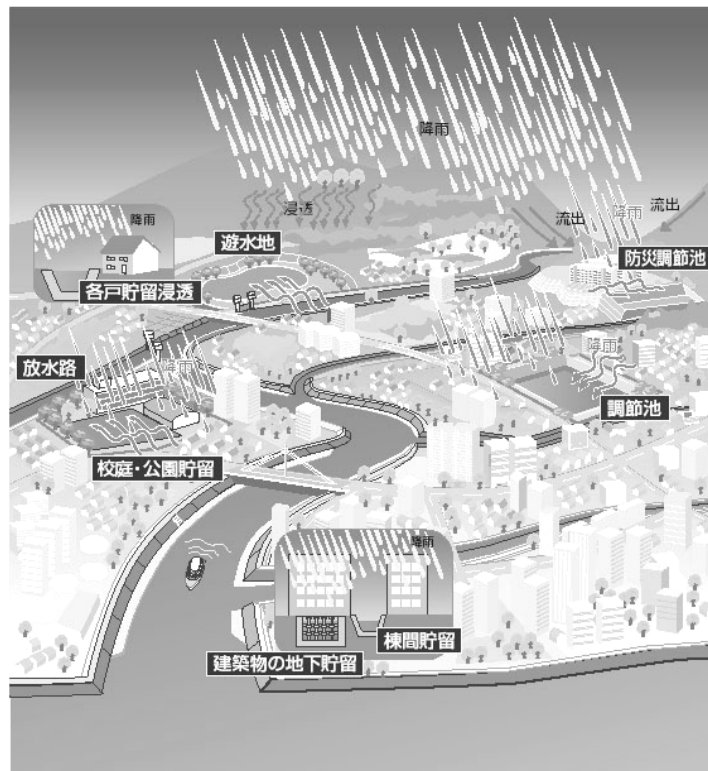 降雨
浸透
流出
降雨
流出
降雨
遊水地
防災調節池
各戸貯留浸透
放水路
降雨
降雨
調節池
校庭・公園貯留
降雨
棟間貯留
建築物の地下貯留